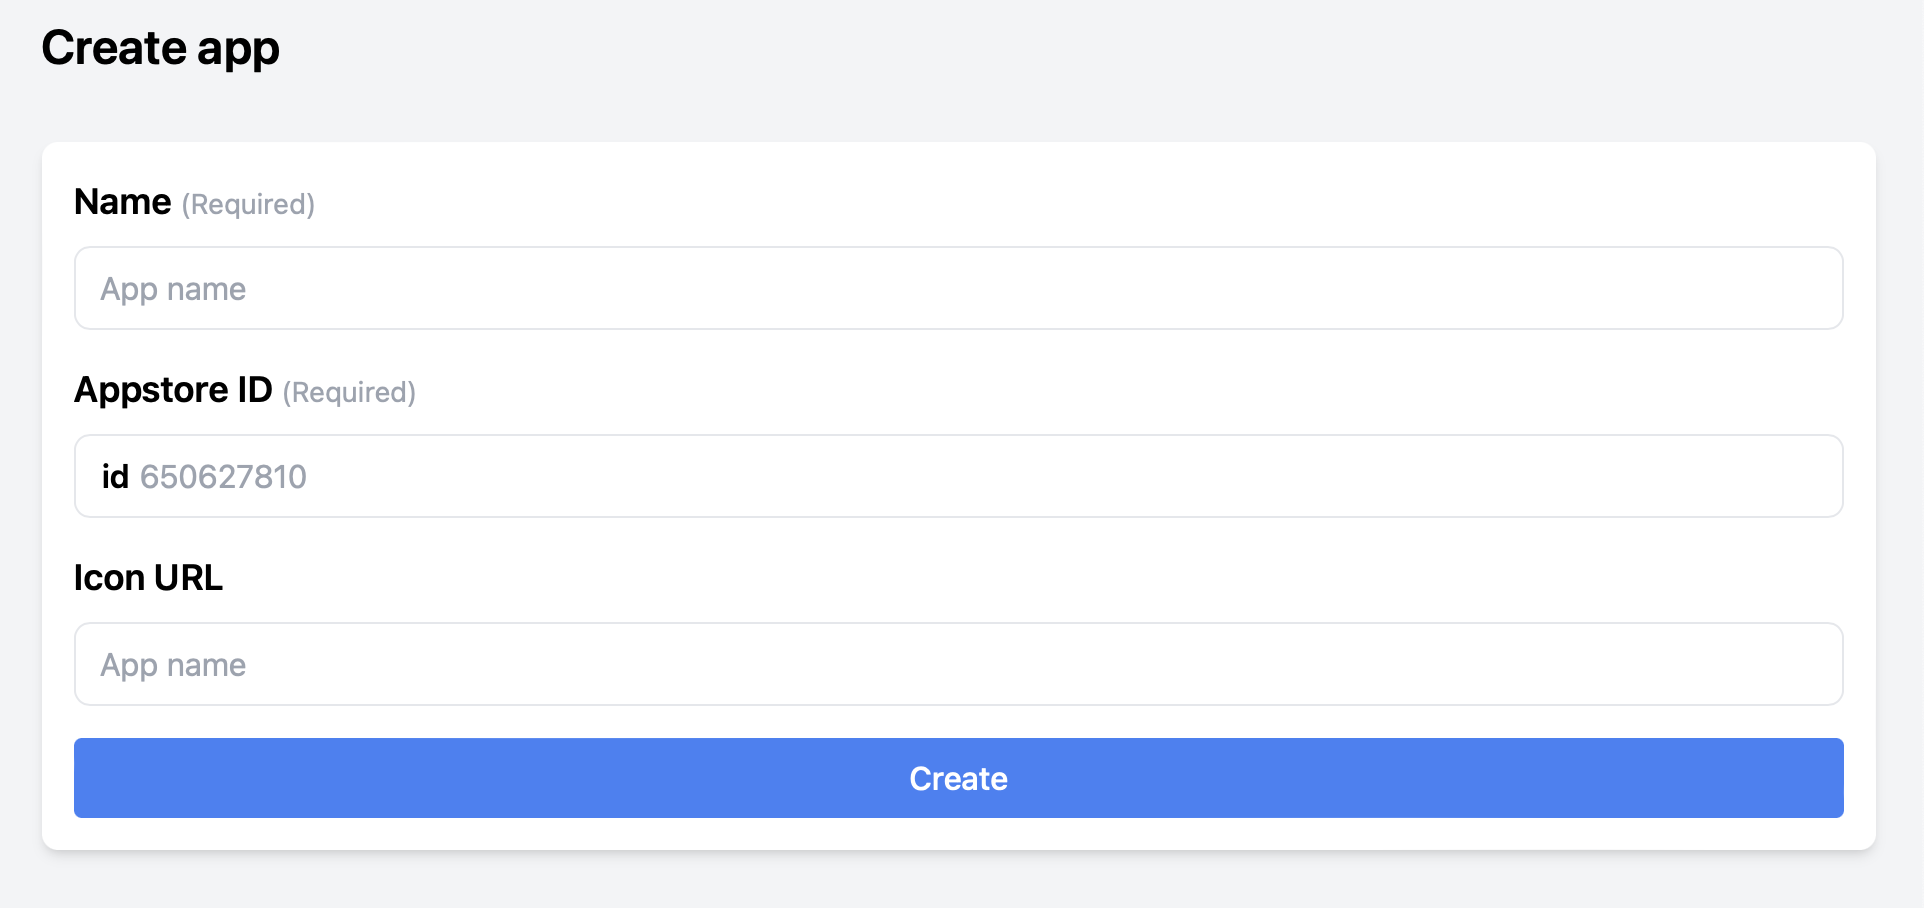 Create app
Name (Required)
App name
Appstore ID (Required)
id 650627810
Icon URL
App name
Create